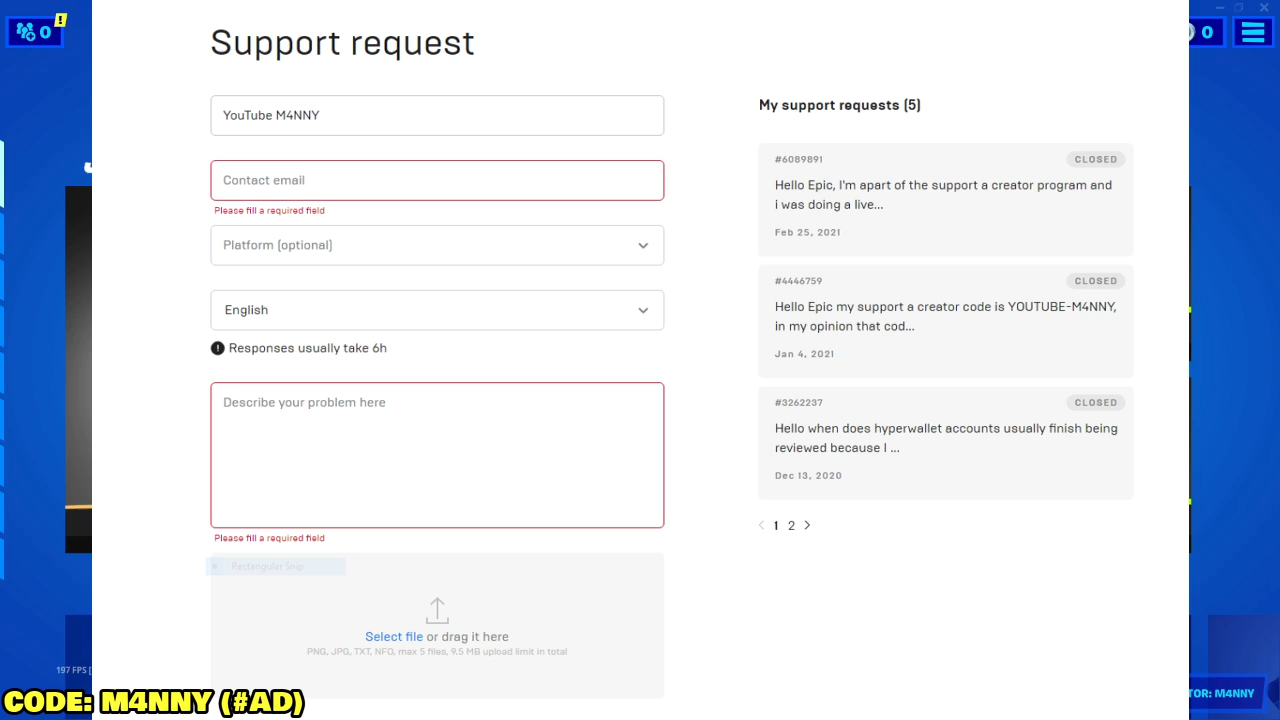 0
!
0
Support request
YouTube M4NNY
Contact email
Please fill a required field
Platform (optional)
English
Responses usually take 6h
Describe your problem here
Please fill a required field
Rectangular Snip
Select file or drag it here
PNG, JPG, TXT, NFO, max 5 files, 9.5 MB upload limit in total
My support requests (5)
#6089891
CLOSED
Hello Epic, I'm apart of the support a creator program and
i was doing a live...
Feb 25, 2021
#4446759
CLOSED
Hello Epic my support a creator code is YOUTUBE-M4NNY,
in my opinion that cod...
Jan 4, 2021
#3262237
CLOSED
Hello when does hyperwallet accounts usually finish being
reviewed because I ...
Dec 13, 2020
1 2
197 FPS [
CODE: M4NNY (#AD)
TOR: M4NNY